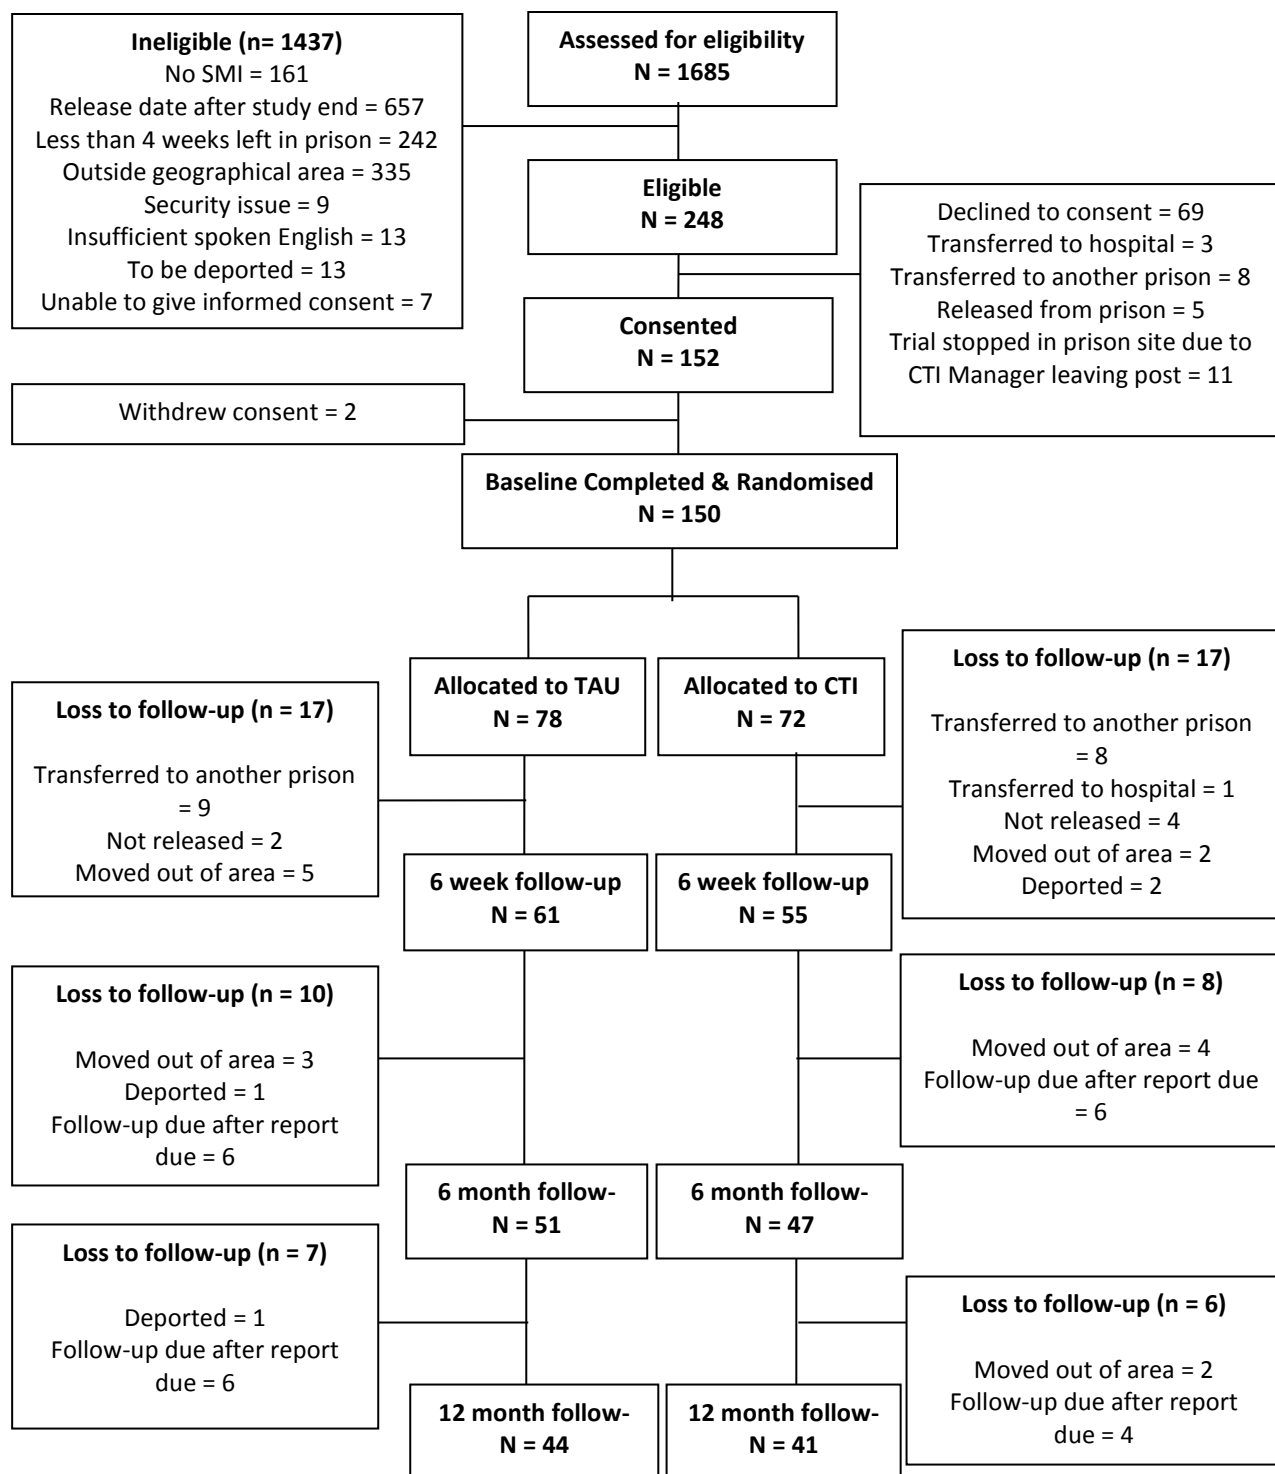 Assessed for eligibility
N = 1685
Ineligible (n= 1437)
No SMI = 161
Release date after study end = 657
Less than 4 weeks left in prison = 242
Outside geographical area = 335
Security issue = 9
Insufficient spoken English = 13
To be deported = 13
Unable to give informed consent = 7
Eligible
N = 248
Declined to consent = 69
Transferred to hospital = 3
Transferred to another prison = 8
Released from prison = 5
Trial stopped in prison site due to
CTI Manager leaving post = 11
Consented
N = 152
Withdrew consent = 2
Baseline Completed & Randomised
N = 150
Allocated to TAU
N = 78
Allocated to CTI
N = 72
Loss to follow-up (n = 17)
Transferred to another prison
= 9
Not released = 2
Moved out of area = 5
Loss to follow-up (n = 17)
Transferred to another prison
= 8
Transferred to hospital = 1
Not released = 4
Moved out of area = 2
Deported = 2
6 week follow-up
N = 61
6 week follow-up
N = 55
Loss to follow-up (n = 10)
Moved out of area = 3
Deported = 1
Follow-up due after report
due = 6
Loss to follow-up (n = 8)
Moved out of area = 4
Follow-up due after report due
= 6
6 month follow-
N = 51
6 month follow-
N = 47
Loss to follow-up (n = 7)
Deported = 1
Follow-up due after report
due = 6
Loss to follow-up (n = 6)
Moved out of area = 2
Follow-up due after report
due = 4
12 month follow-
N = 44
12 month follow-
N = 41